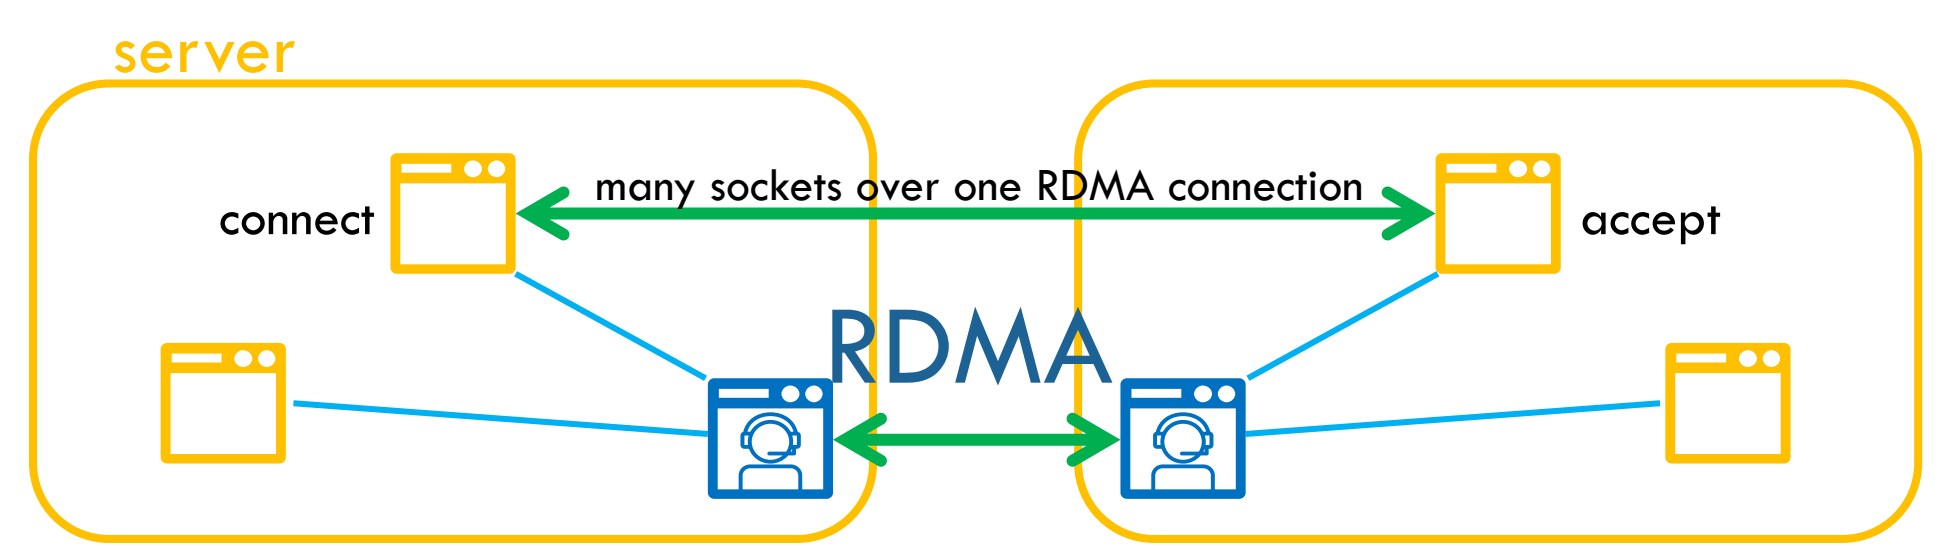 server
many sockets over one RDMA connection
connect
accept
RDMA